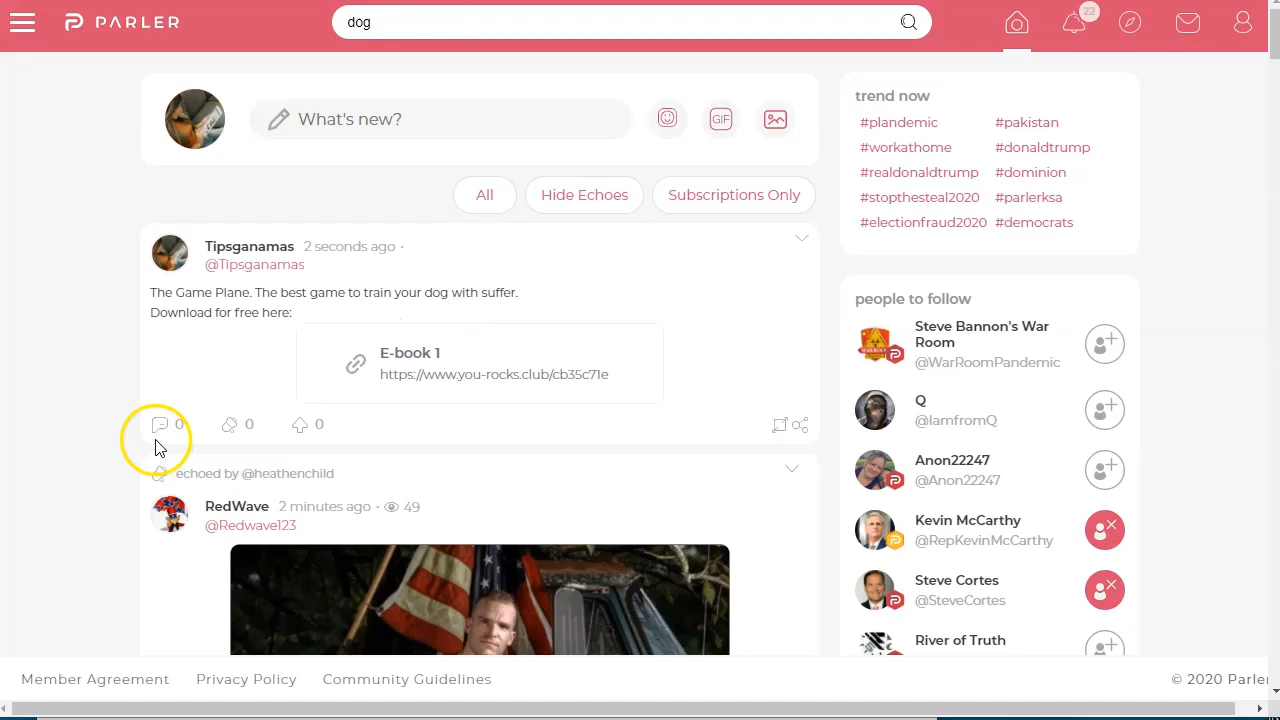 PARLER
dog
22
What's new?
GIF
All
Hide Echoes
Subscriptions Only
Tipsganamas 2 seconds ago ·
@Tipsganamas
The Game Plane. The best game to train your dog with suffer.
Download for free here:
E-book 1
https://www.you-rocks.club/cb35c71e
0
0
0
echoed by @heathenchild
RedWave 2 minutes ago · 49
@Redwave123
trend now
#plandemic #pakistan
#workathome #donaldtrump
#realdonaldtrump #dominion
#stopthesteal2020 #parlerksa
#electionfraud2020 #democrats
people to follow
Steve Bannon's War
Room
@WarRoomPandemic
Q
@IamfromQ
Anon22247
@Anon22247
Kevin McCarthy
@RepKevinMcCarthy
Steve Cortes
@SteveCortes
River of Truth
Member Agreement Privacy Policy Community Guidelines
© 2020 Parler